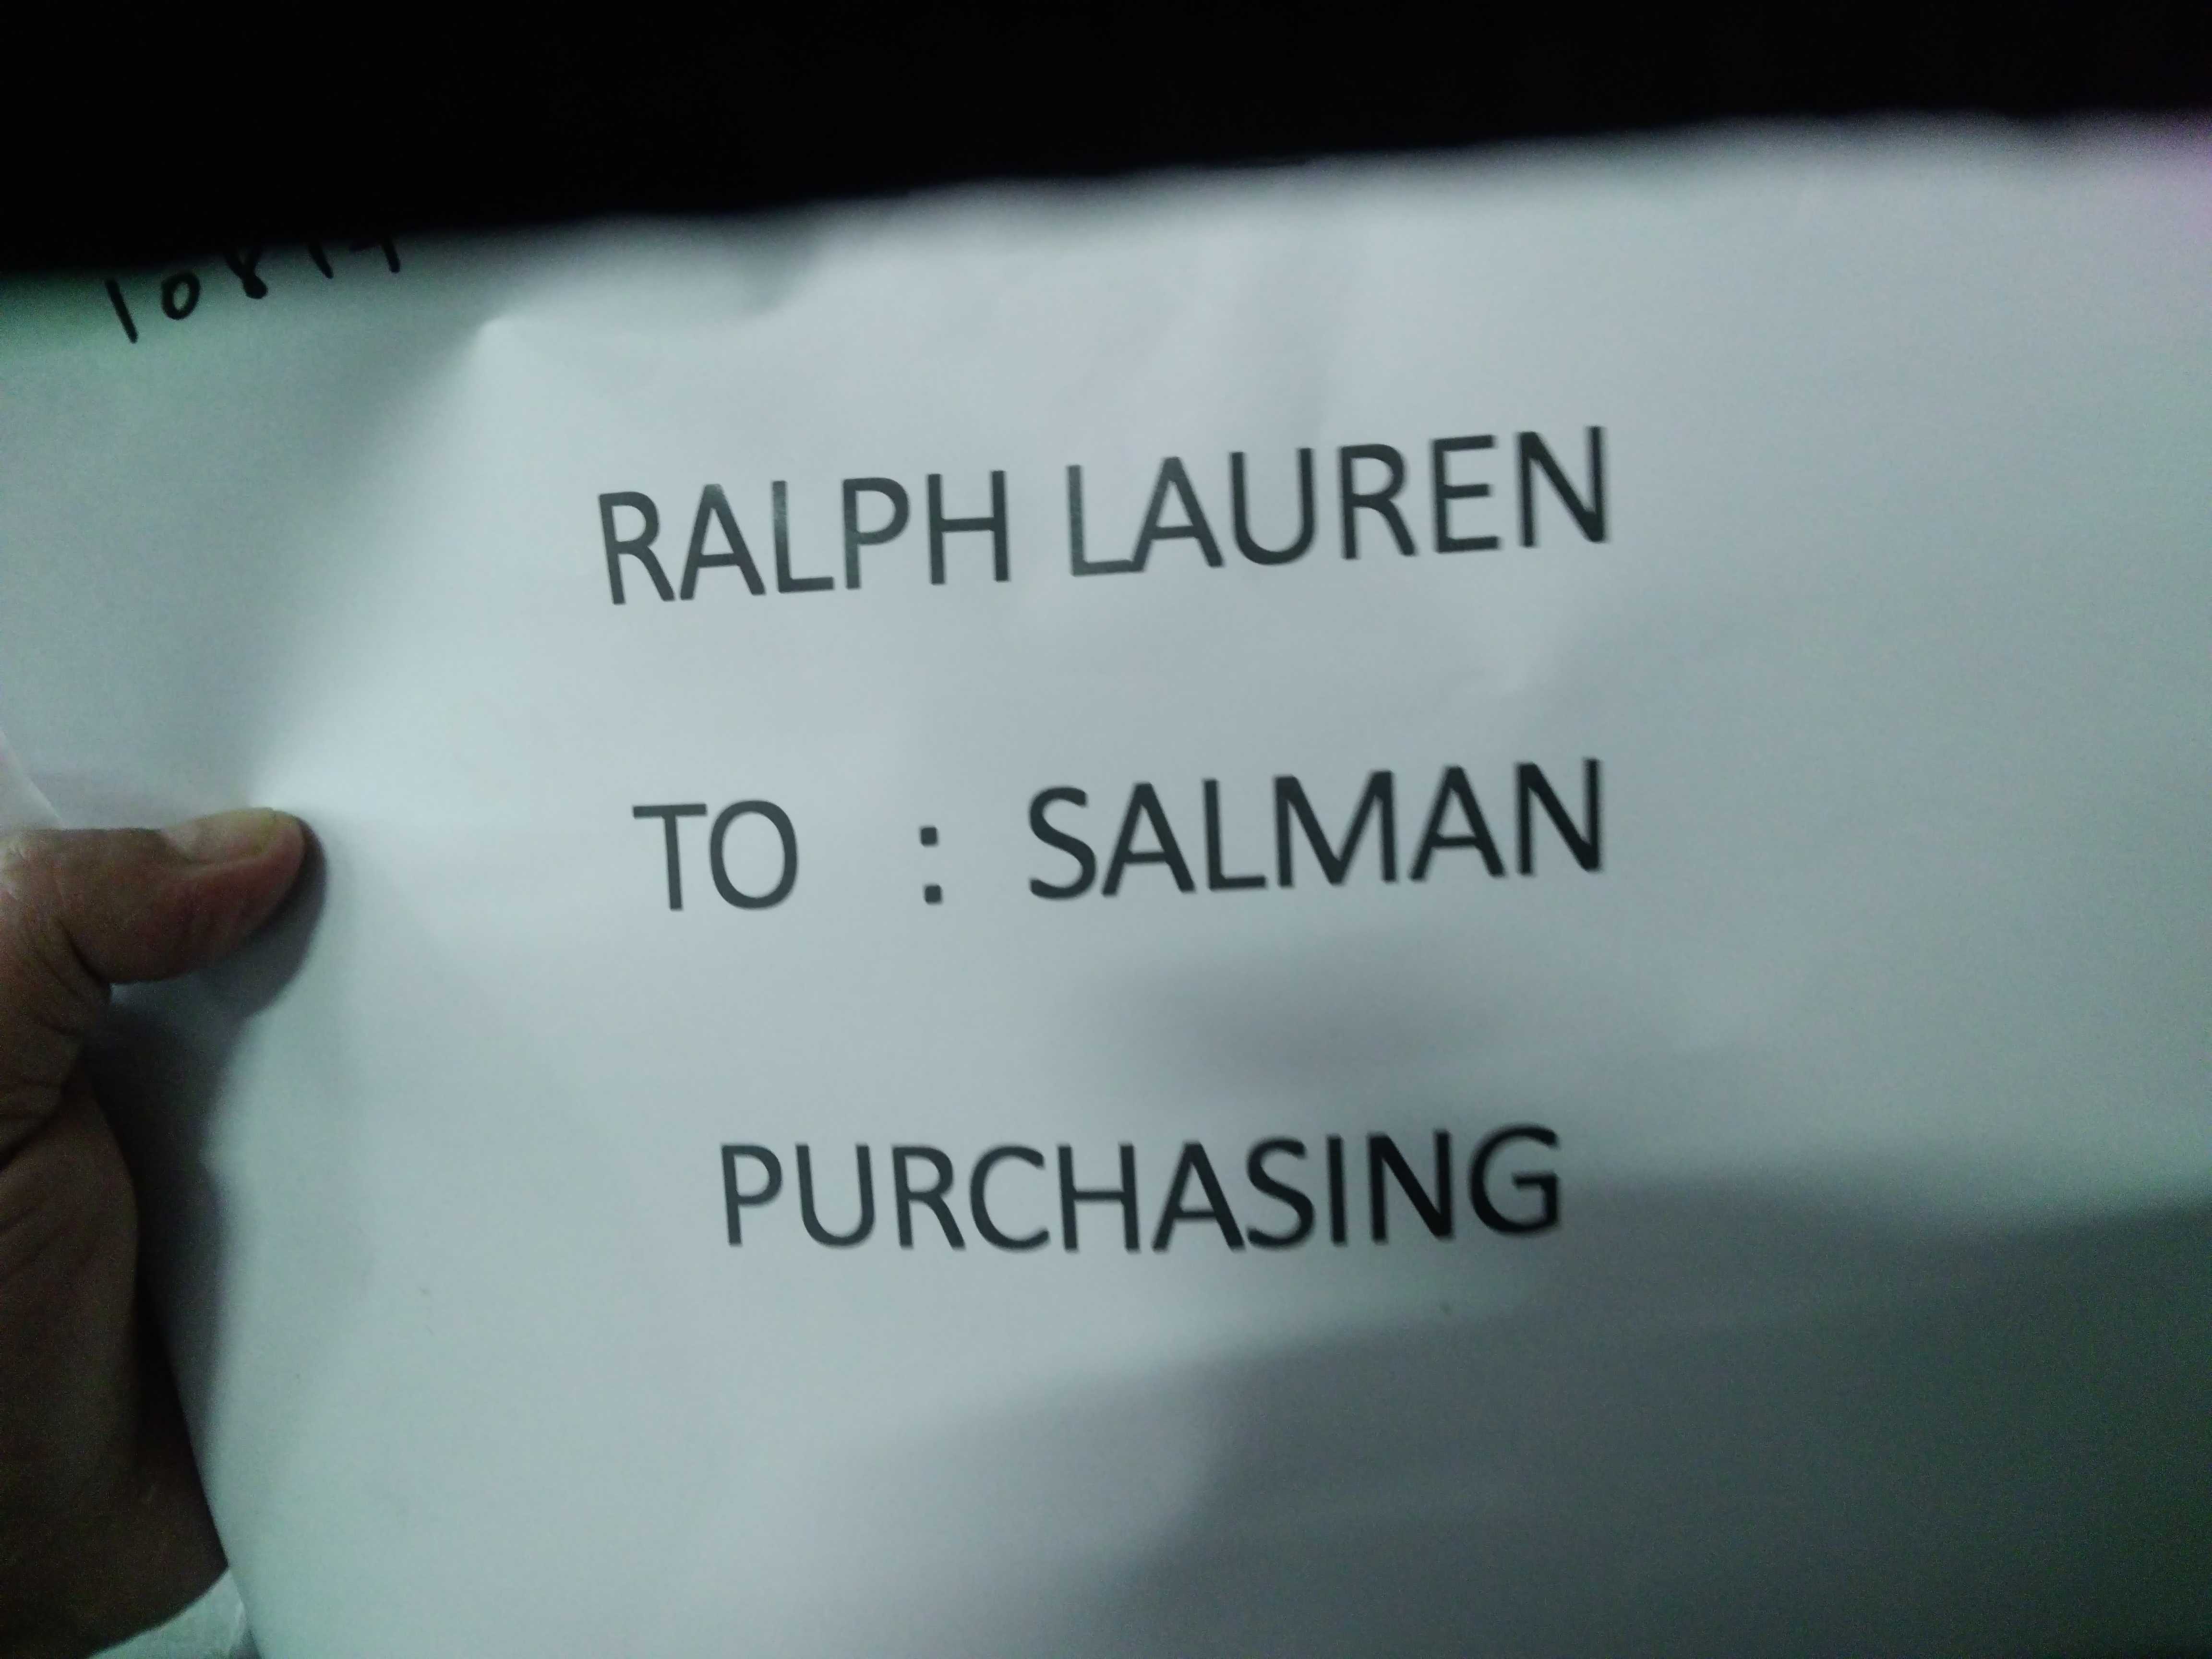 RALPH LAUREN
TO : SALMAN
PURCHASING